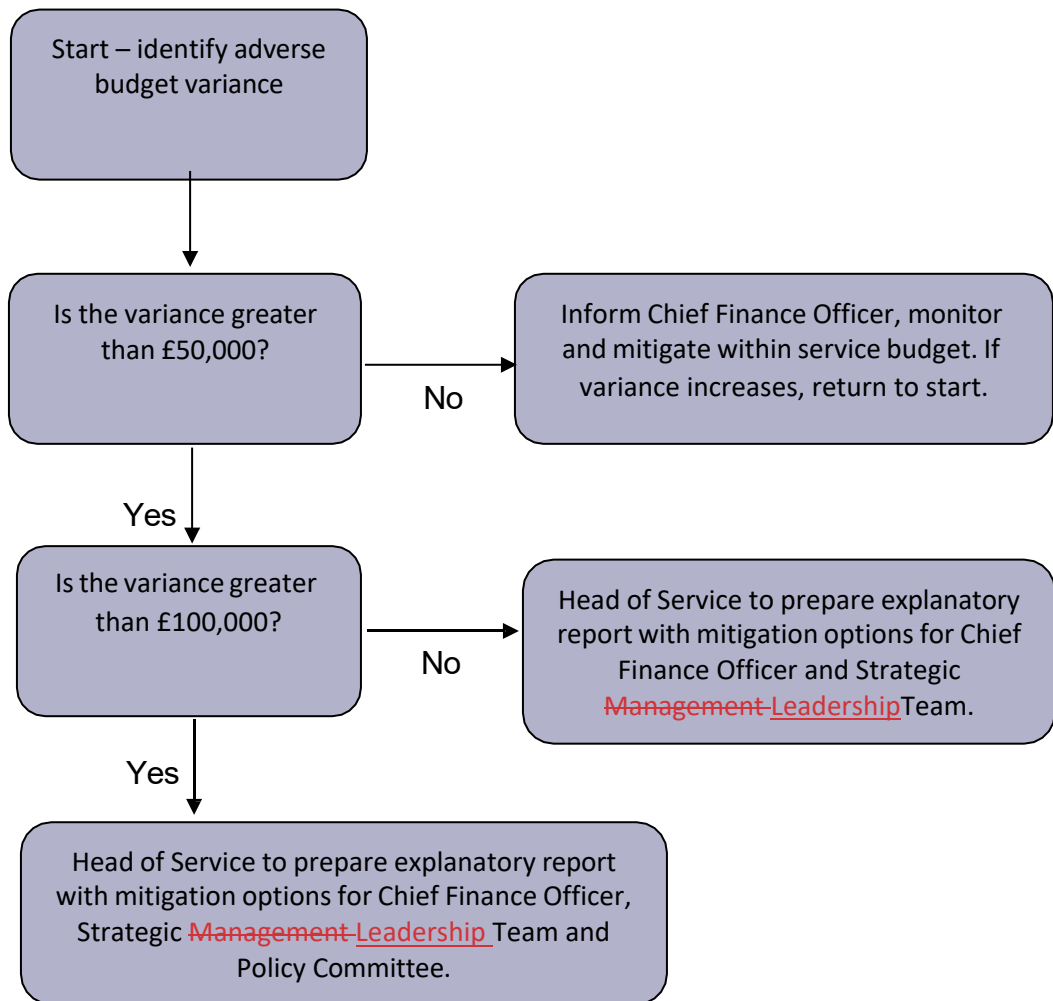 Start – identify adverse
budget variance
Is the variance greater
than £50,000?
No
Inform Chief Finance Officer, monitor
and mitigate within service budget. If
variance increases, return to start.
Yes
Is the variance greater
than £100,000?
No
Head of Service to prepare explanatory
report with mitigation options for Chief
Finance Officer and Strategic
Management LeadershipTeam.
Yes
Head of Service to prepare explanatory report
with mitigation options for Chief Finance Officer,
Strategic Management Leadership Team and
Policy Committee.